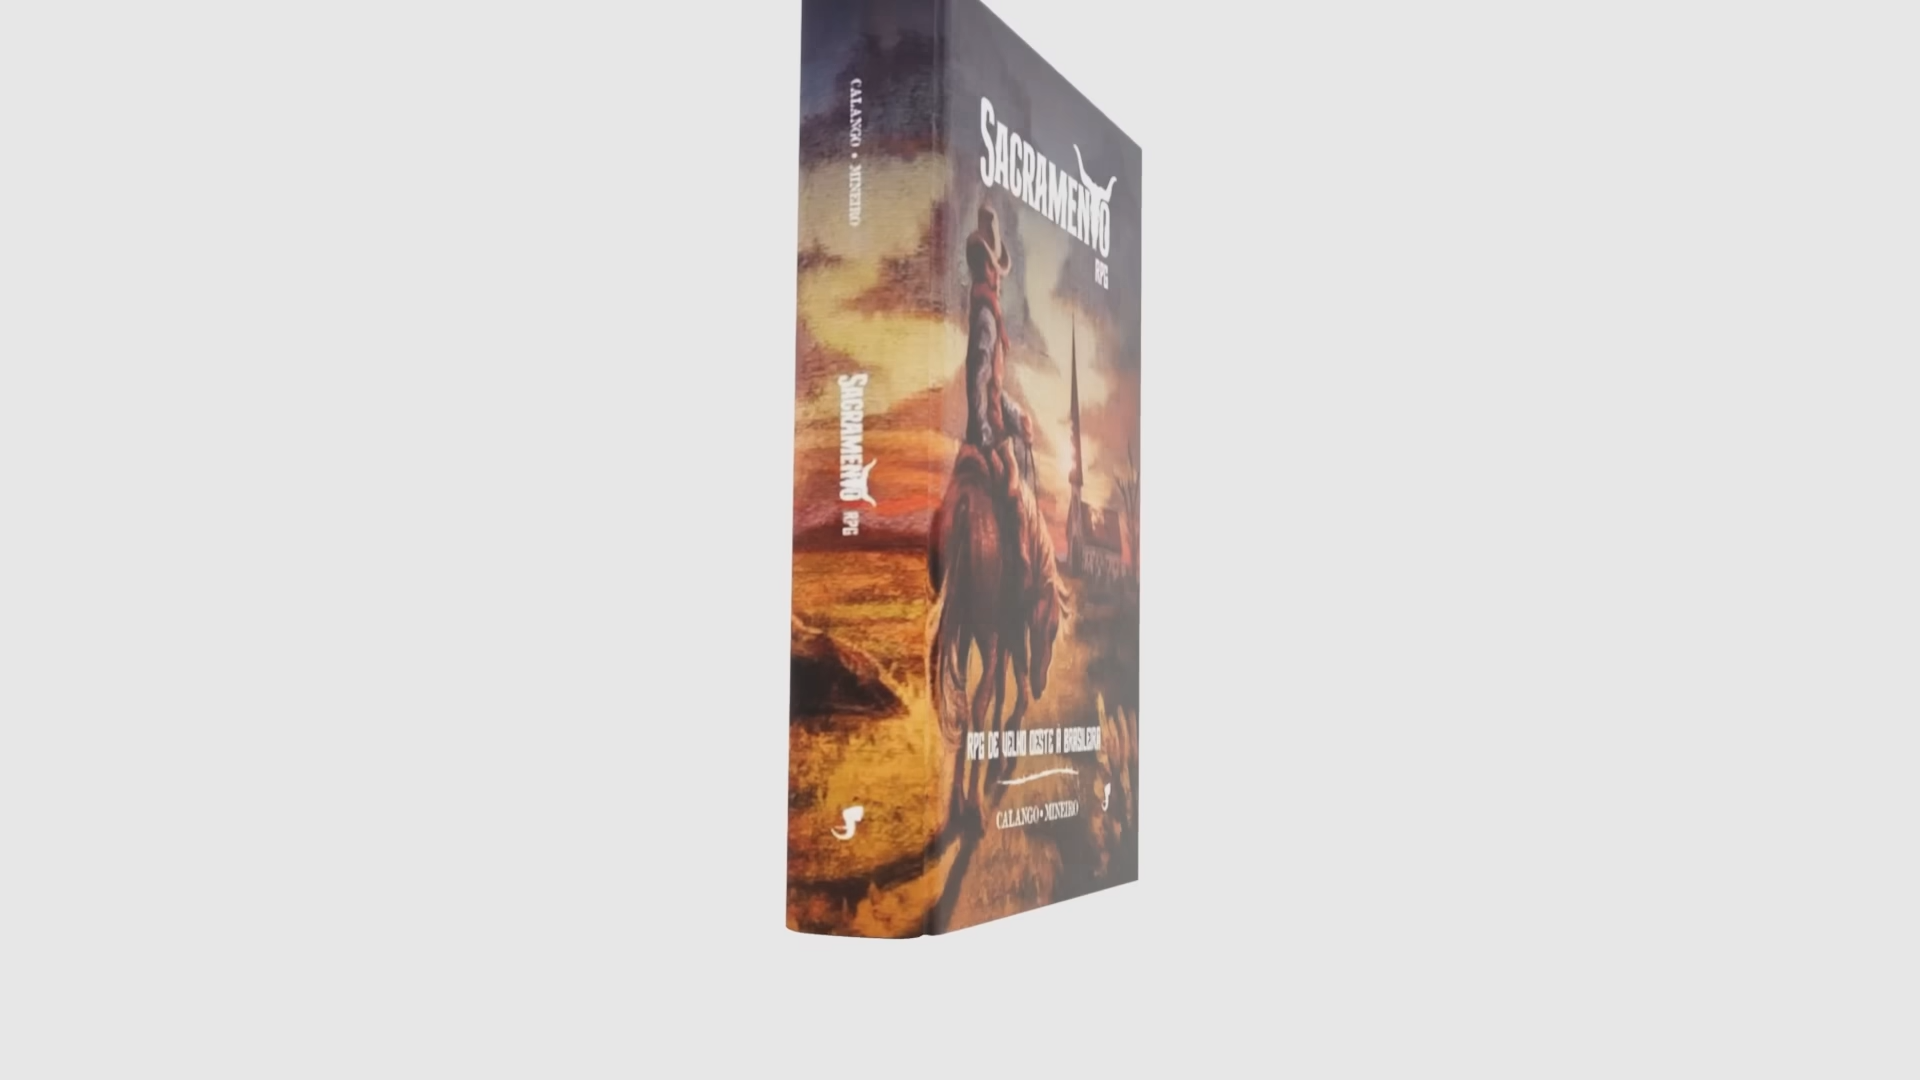 CALANGO • MINEIRO
SACRAMENTO
RPG
SACRAMENTO
RPG
RPG DE VELHO OESTE À BRASILEIRA
CALANGO • MINEIRO